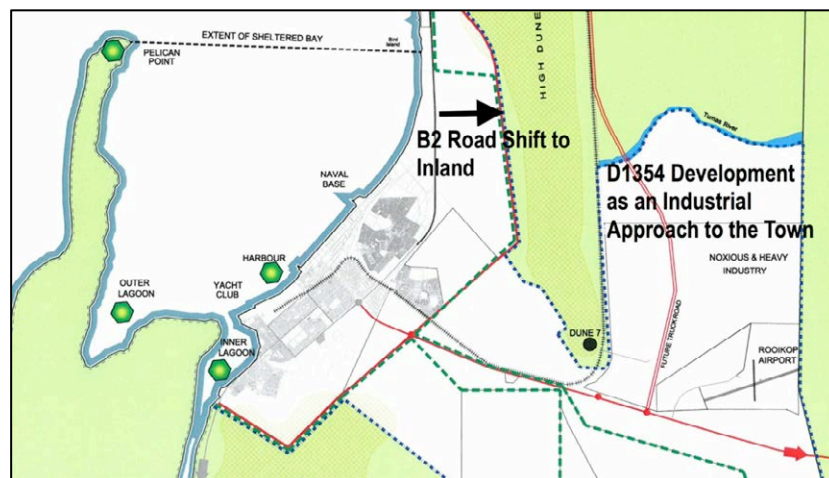 EXTENT OF SHELTERED BAY
Bird
Island
PELICAN
POINT
HIGH DUNE
B2 Road Shift to
Inland
Tumas River
D1354 Development
as an Industrial
Approach to the Town
NAVAL
BASE
NOXIOUS & HEAVY
INDUSTRY
HARBOUR
YACHT
CLUB
OUTER
LAGOON
INNER
LAGOON
DUNE 7
FUTURE TRUCK ROAD
ROOIKOP
AIRPORT